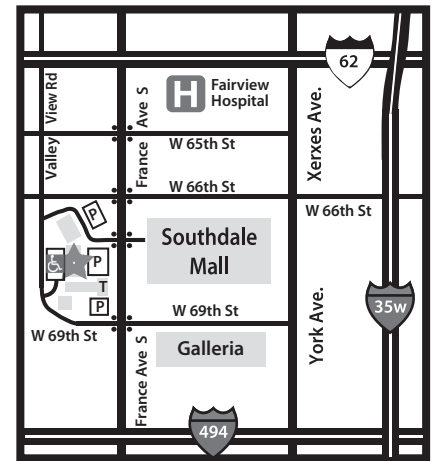 62
Valley View Rd
France Ave S
H
Fairview
Hospital
Xerxes Ave.
W 65th St
W 66th St
W 66th St
P
Southdale
Mall
P
T
P
W 69th St
W 69th St
35w
Galleria
York Ave.
France Ave S
494